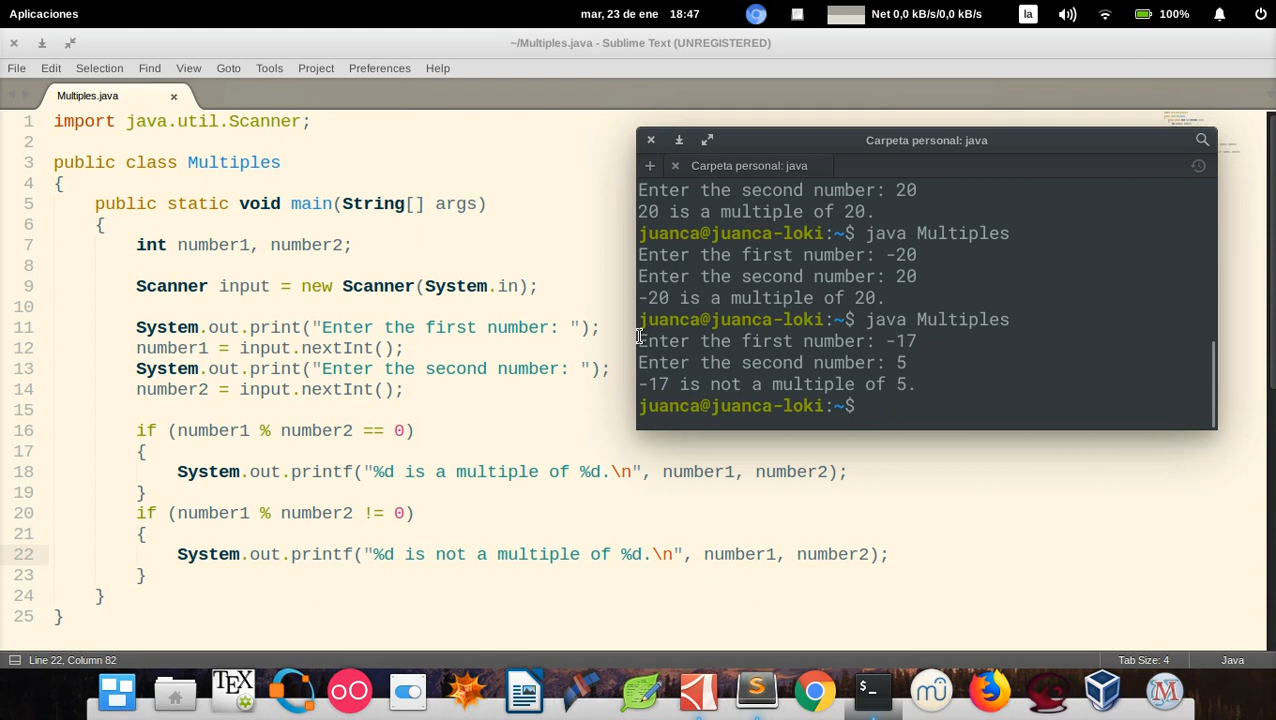 Aplicaciones
mar, 23 de ene 18:47
Net 0,0 kB/s/0,0 kB/s
la
100%
~/Multiples.java - Sublime Text (UNREGISTERED)
File Edit Selection Find View Goto Tools Project Preferences Help
Multiples.java
1 import java.util.Scanner;
2
3 public class Multiples
4 {
5 public static void main(String[] args)
6 {
7 int number1, number2;
8
9 Scanner input = new Scanner(System.in);
10
11 System.out.print("Enter the first number: ");
12 number1 = input.nextInt();
13 System.out.print("Enter the second number: ");
14 number2 = input.nextInt();
15
16 if (number1 % number2 == 0)
17 {
18 System.out.printf("%d is a multiple of %d.\n", number1, number2);
19 }
20 if (number1 % number2 != 0)
21 {
22 System.out.printf("%d is not a multiple of %d.\n", number1, number2);
23 }
24 }
25 }
Carpeta personal: java
Carpeta personal: java
Enter the second number: 20
20 is a multiple of 20.
juanca@juanca-loki:~$ java Multiples
Enter the first number: -20
Enter the second number: 20
-20 is a multiple of 20.
juanca@juanca-loki:~$ java Multiples
Enter the first number: -17
Enter the second number: 5
-17 is not a multiple of 5.
juanca@juanca-loki:~$
Line 22, Column 82
Tab Size: 4
Java
TEX